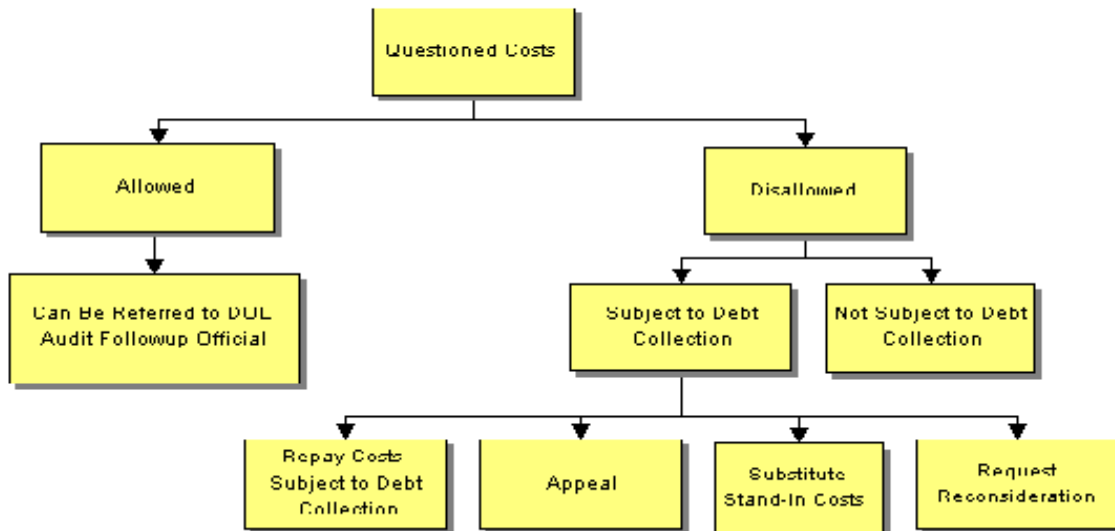 Questioned Costs
Allowed
Disallowed
Can Be Referred to DOL
Audit Followup Official
Subject to Debt
Collection
Not Subject to Debt
Collection
Repay Costs
Subject to Debt
Collection
Appeal
Substitute
Stand-In Costs
Request
Reconsideration